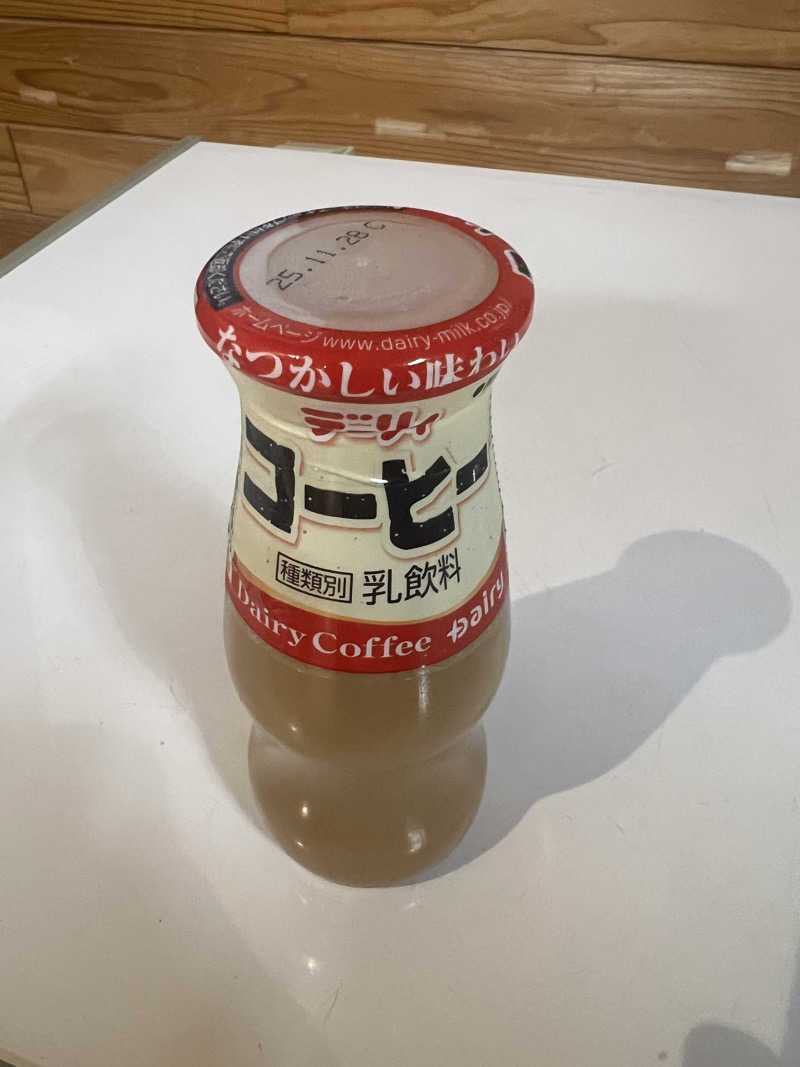 25.11.28 C
ホームページ www.dairy-milk.co.jp/
なつかしい味わい
デーリィ
コーヒー
種類別 乳飲料
Dairy Coffee Dairy